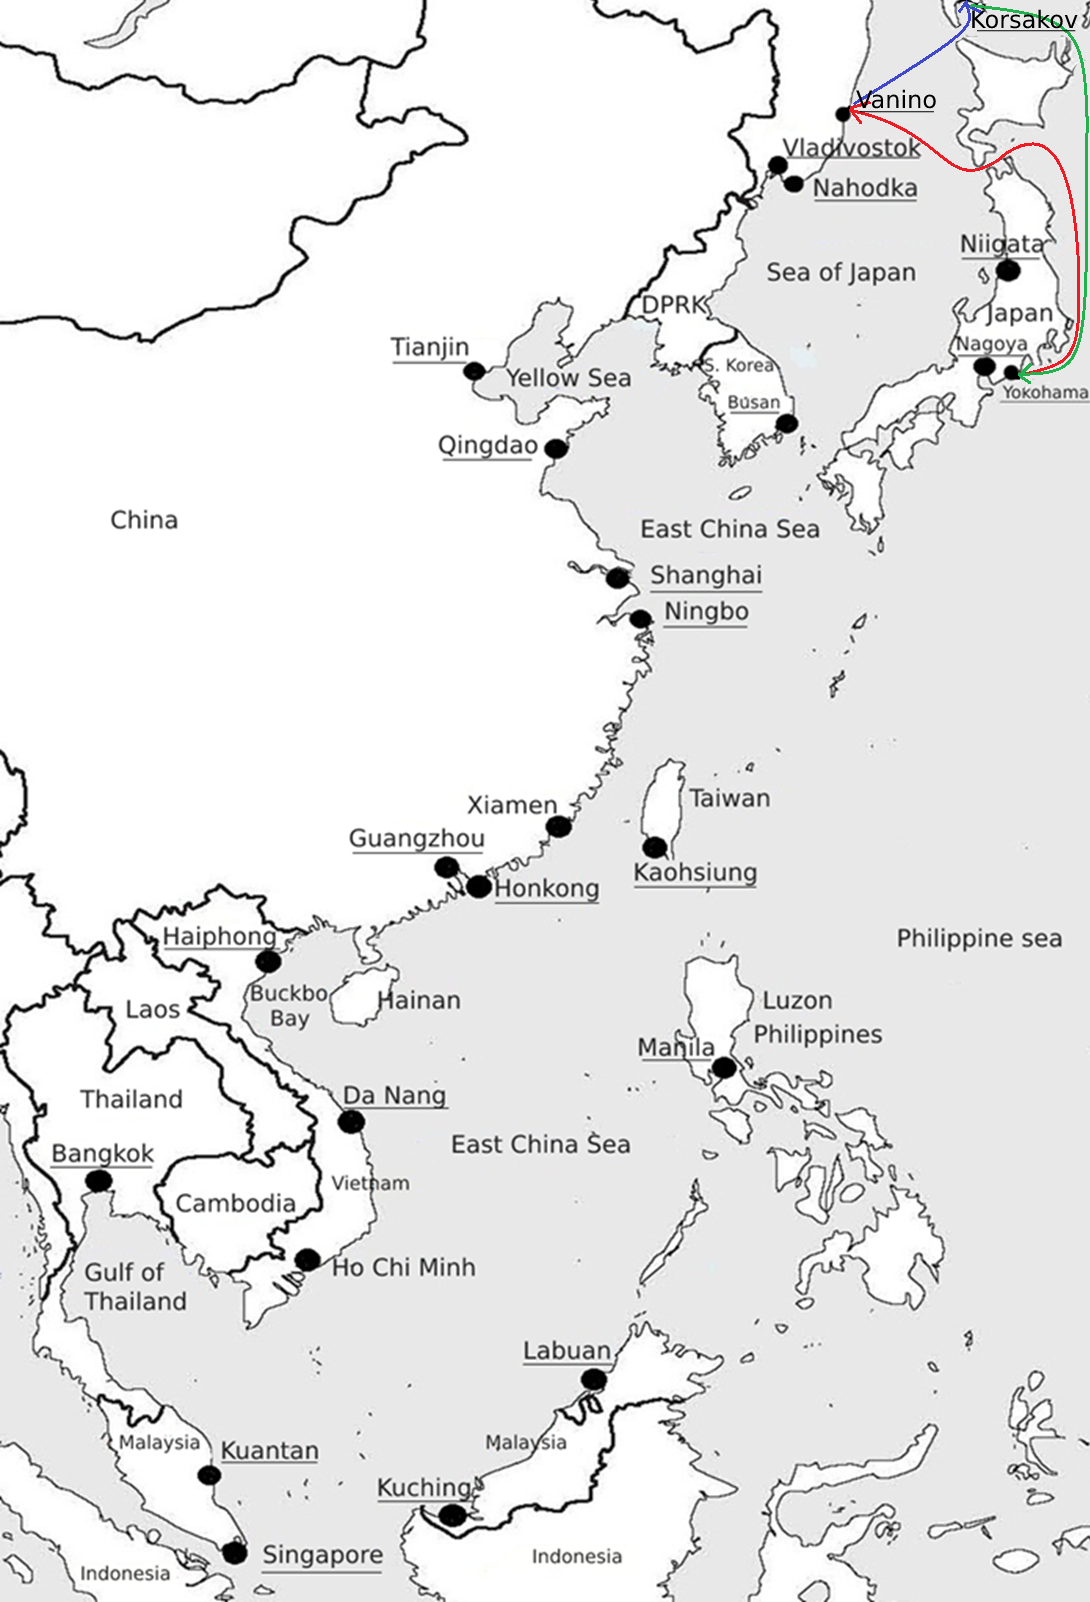 Korsakov
Vanino
Vladivostok
Nahodka
Niigata
Sea of Japan
DPRK
Japan
Tianjin
Nagoya
S. Korea
Yellow Sea
Yokohama
Busan
Qingdao
China
East China Sea
Shanghai
Ningbo
Taiwan
Xiamen
Guangzhou
Kaohsiung
Honkong
Haiphong
Philippine sea
Buckbo
Bay
Hainan
Laos
Luzon
Philippines
Manila
Thailand
Da Nang
East China Sea
Bangkok
Vietnam
Cambodia
Ho Chi Minh
Gulf of
Thailand
Labuan
Malaysia
Kuantan
Malaysia
Kuching
Singapore
Indonesia
Indonesia